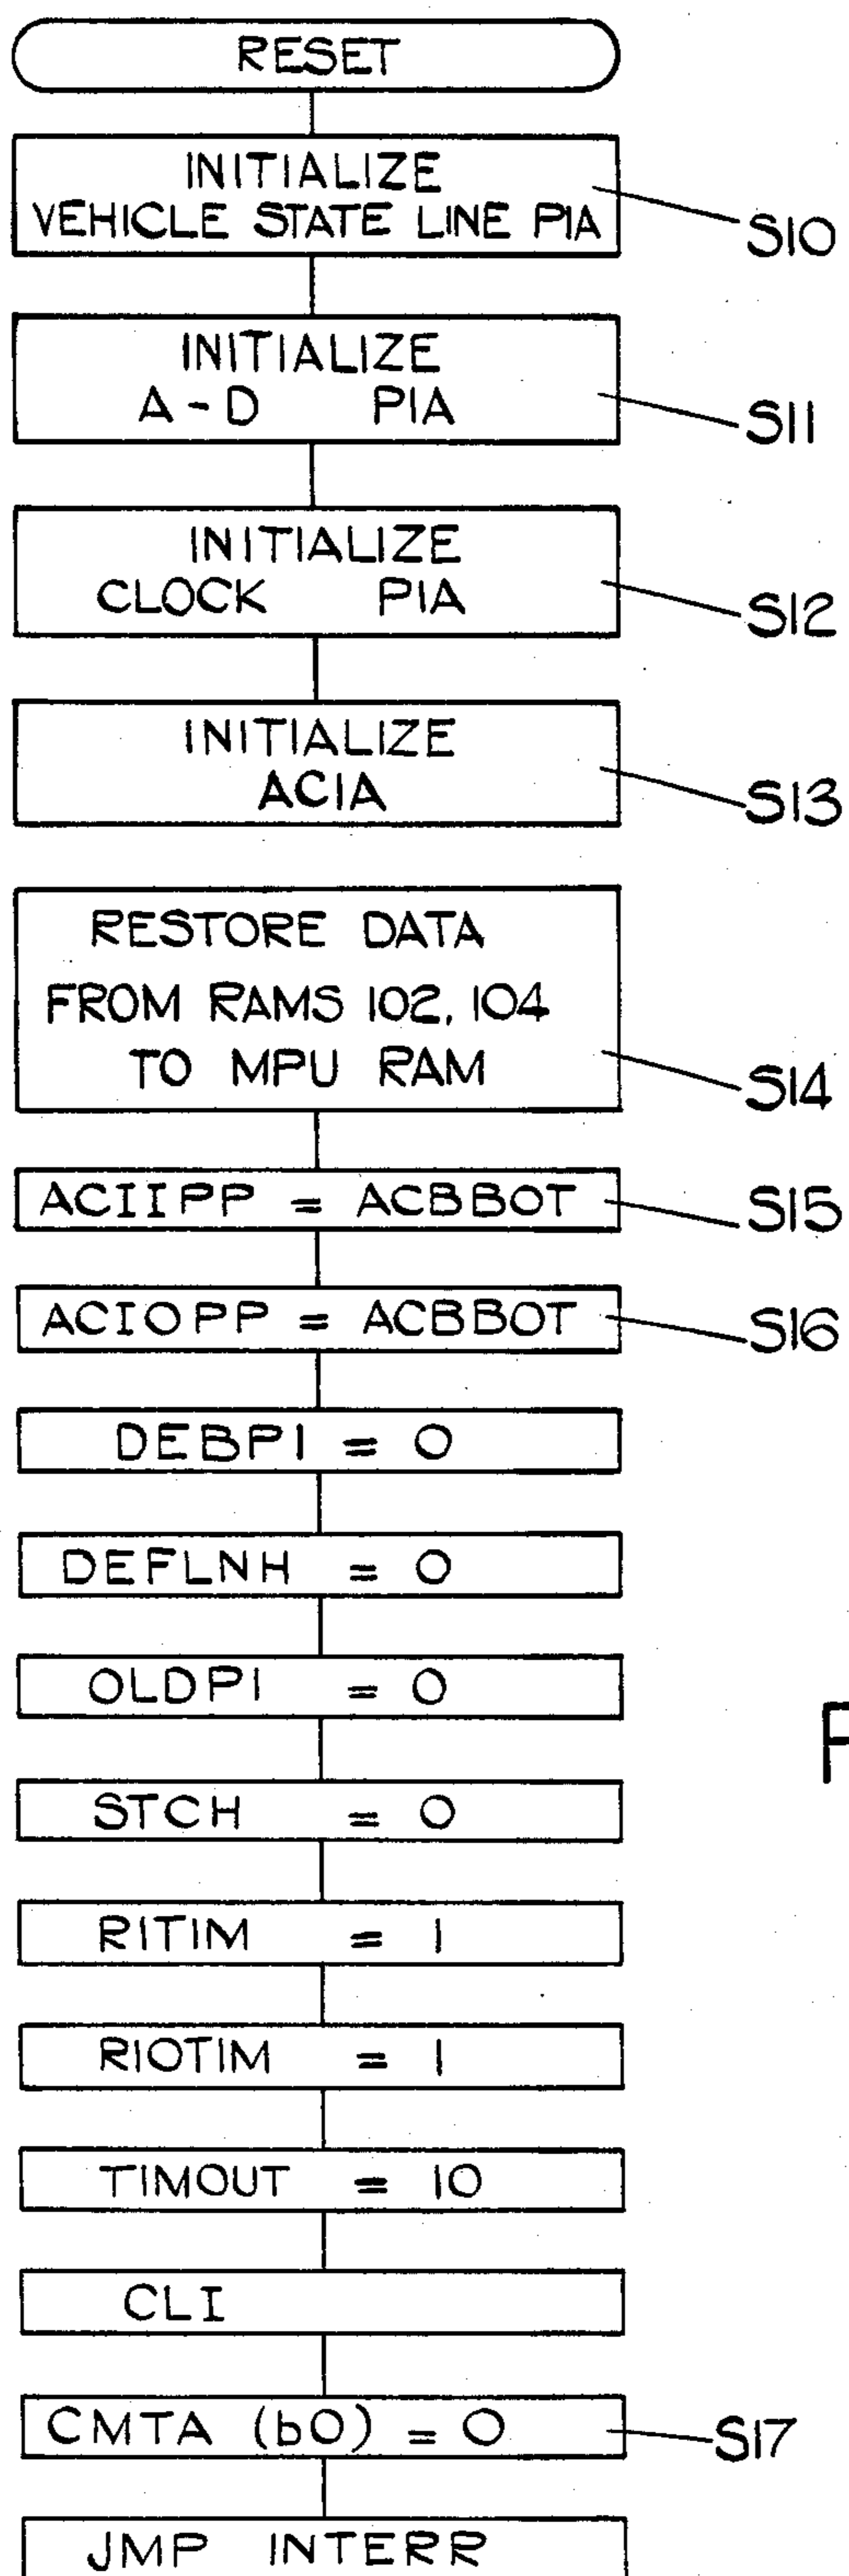 RESET
INITIALIZE
VEHICLE STATE LINE PIA
S10
INITIALIZE
A-D PIA
S11
INITIALIZE
CLOCK PIA
S12
INITIALIZE
ACIA
S13
RESTORE DATA
FROM RAMS 102, 104
TO MPU RAM
S14
ACIIPP = ACBBOT
S15
ACIOPP = ACBBOT
S16
DEBPI = 0
DEFLNH = 0
OLDPI = 0
STCH = 0
RITIM = 1
RIOTIM = 1
TIMOUT = 10
CLI
CMTA (b0) = 0
S17
JMP INTERR